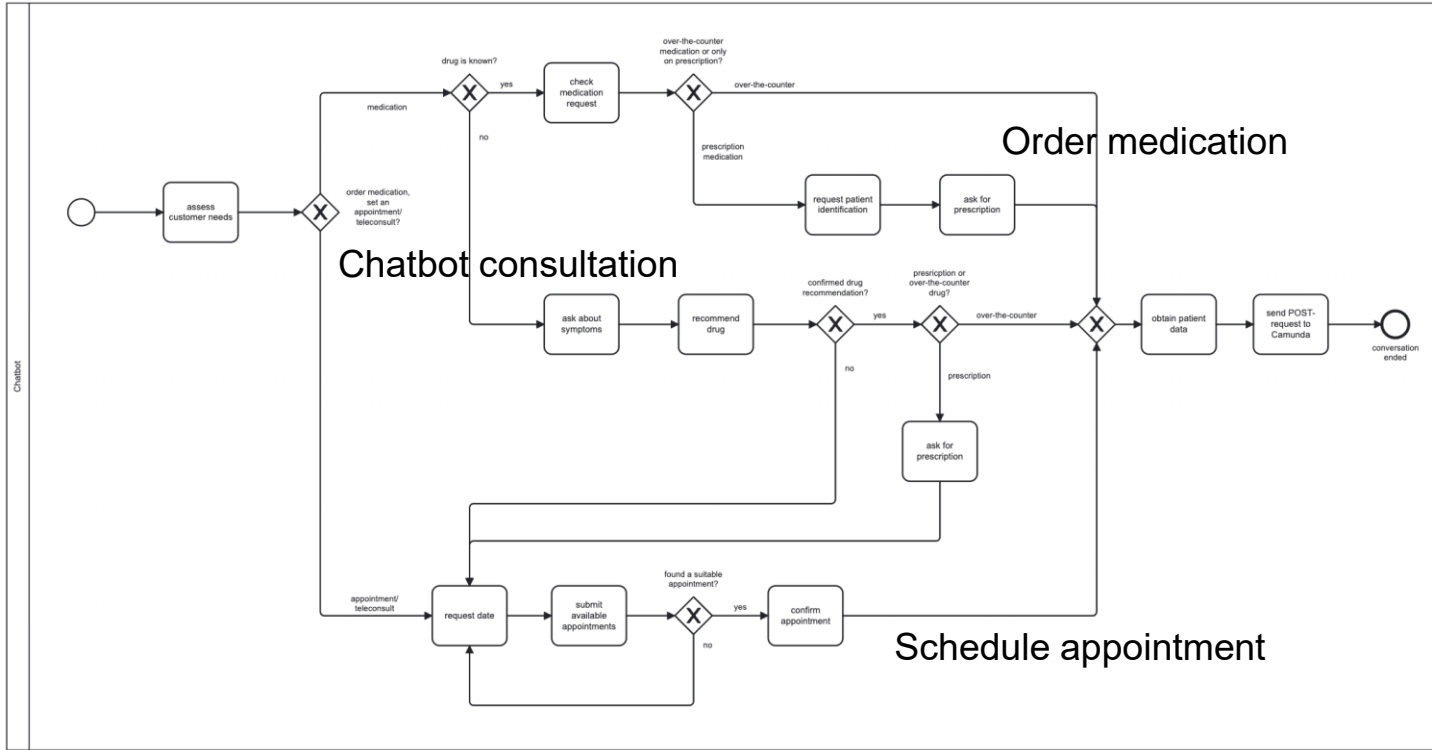 Chatbot
assess
customer needs
order medication,
set an
appointment/
teleconsult?
medication
drug is known?
yes
no
check
medication
request
over-the-counter
medication or only
on prescription?
over-the-counter
prescription
medication
Order medication
request patient
identification
ask for
prescription
Chatbot consultation
ask about
symptoms
recommend
drug
confirmed drug
recommendation?
yes
no
presricption or
over-the-counter
drug?
over-the-counter
prescription
ask for
prescription
obtain patient
data
send POST-
request to
Camunda
conversation
ended
appointment/
teleconsult
request date
submit
available
appointments
found a suitable
appointment?
yes
no
confirm
appointment
Schedule appointment